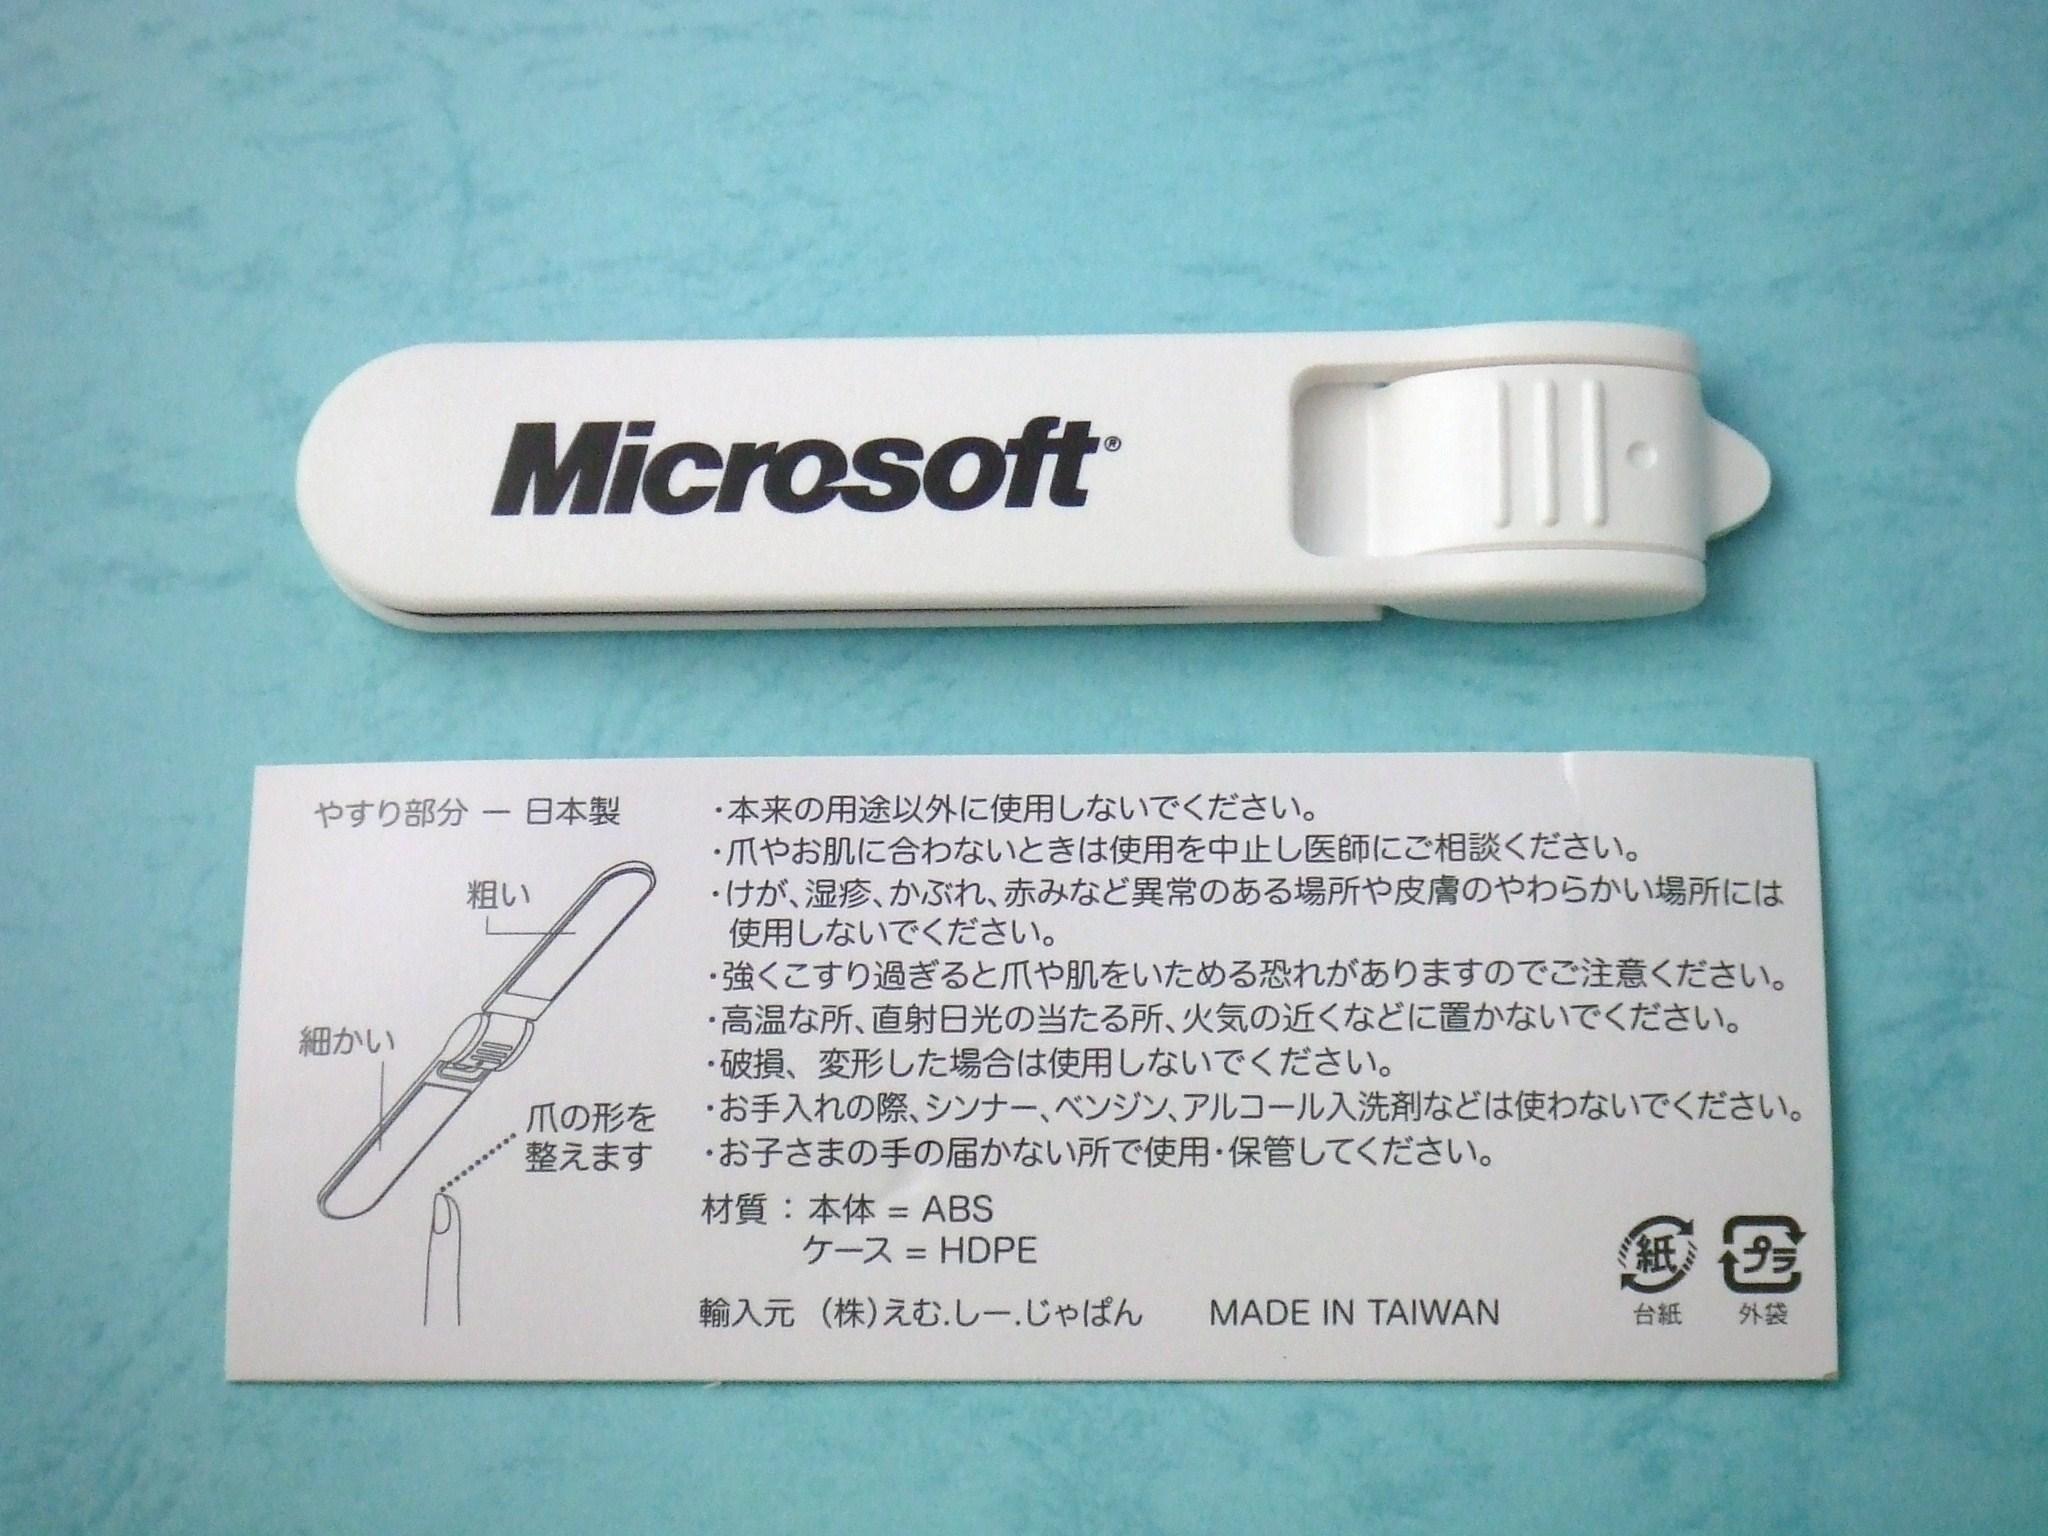 Microsoft®
やすり部分 ー 日本製
粗い
細かい
爪の形を
整えます
・本来の用途以外に使用しないでください。
・爪やお肌に合わないときは使用を中止し医師にご相談ください。
・けが、湿疹、かぶれ、赤みなど異常のある場所や皮膚のやわらかい場所には
使用しないでください。
・強くこすり過ぎると爪や肌をいためる恐れがありますのでご注意ください。
・高温な所、直射日光の当たる所、火気の近くなどに置かないでください。
・破損、変形した場合は使用しないでください。
・お手入れの際、シンナー、ベンジン、アルコール入洗剤などは使わないでください。
・お子さまの手の届かない所で使用・保管してください。
材質 : 本体 = ABS
ケース = HDPE
輸入元 (株)えむ.しー.じゃぱん MADE IN TAIWAN
紙 プラ
台紙 外袋